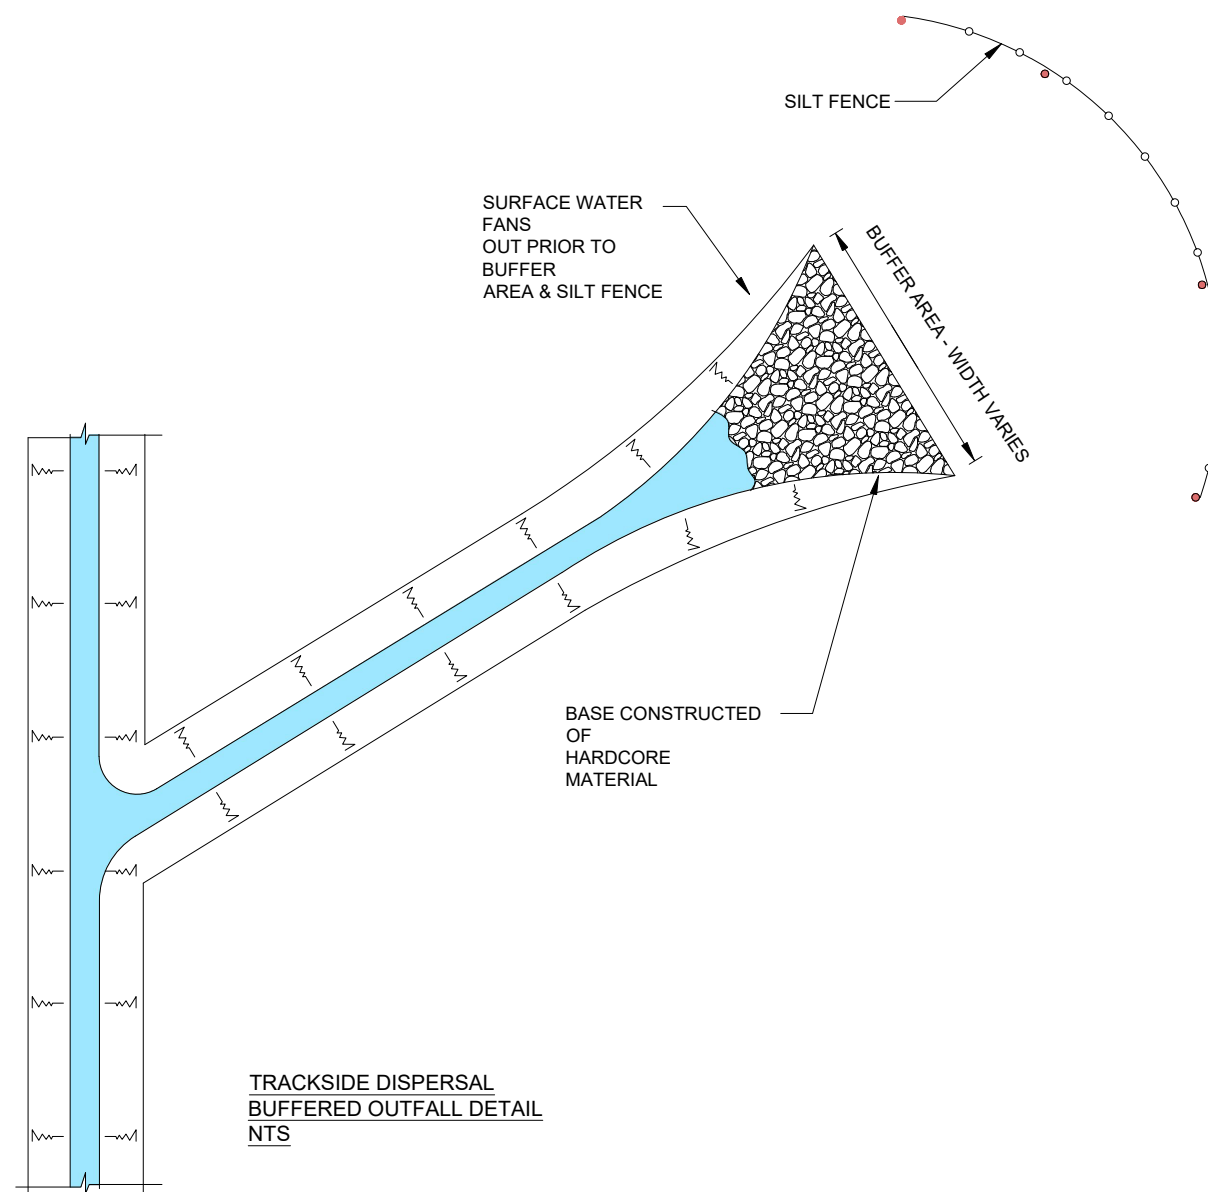 SILT FENCE
SURFACE WATER
FANS
OUT PRIOR TO
BUFFER
AREA & SILT FENCE
BUFFER AREA - WIDTH VARIES
BASE CONSTRUCTED
OF
HARDCORE
MATERIAL
TRACKSIDE DISPERSAL
BUFFERED OUTFALL DETAIL
NTS